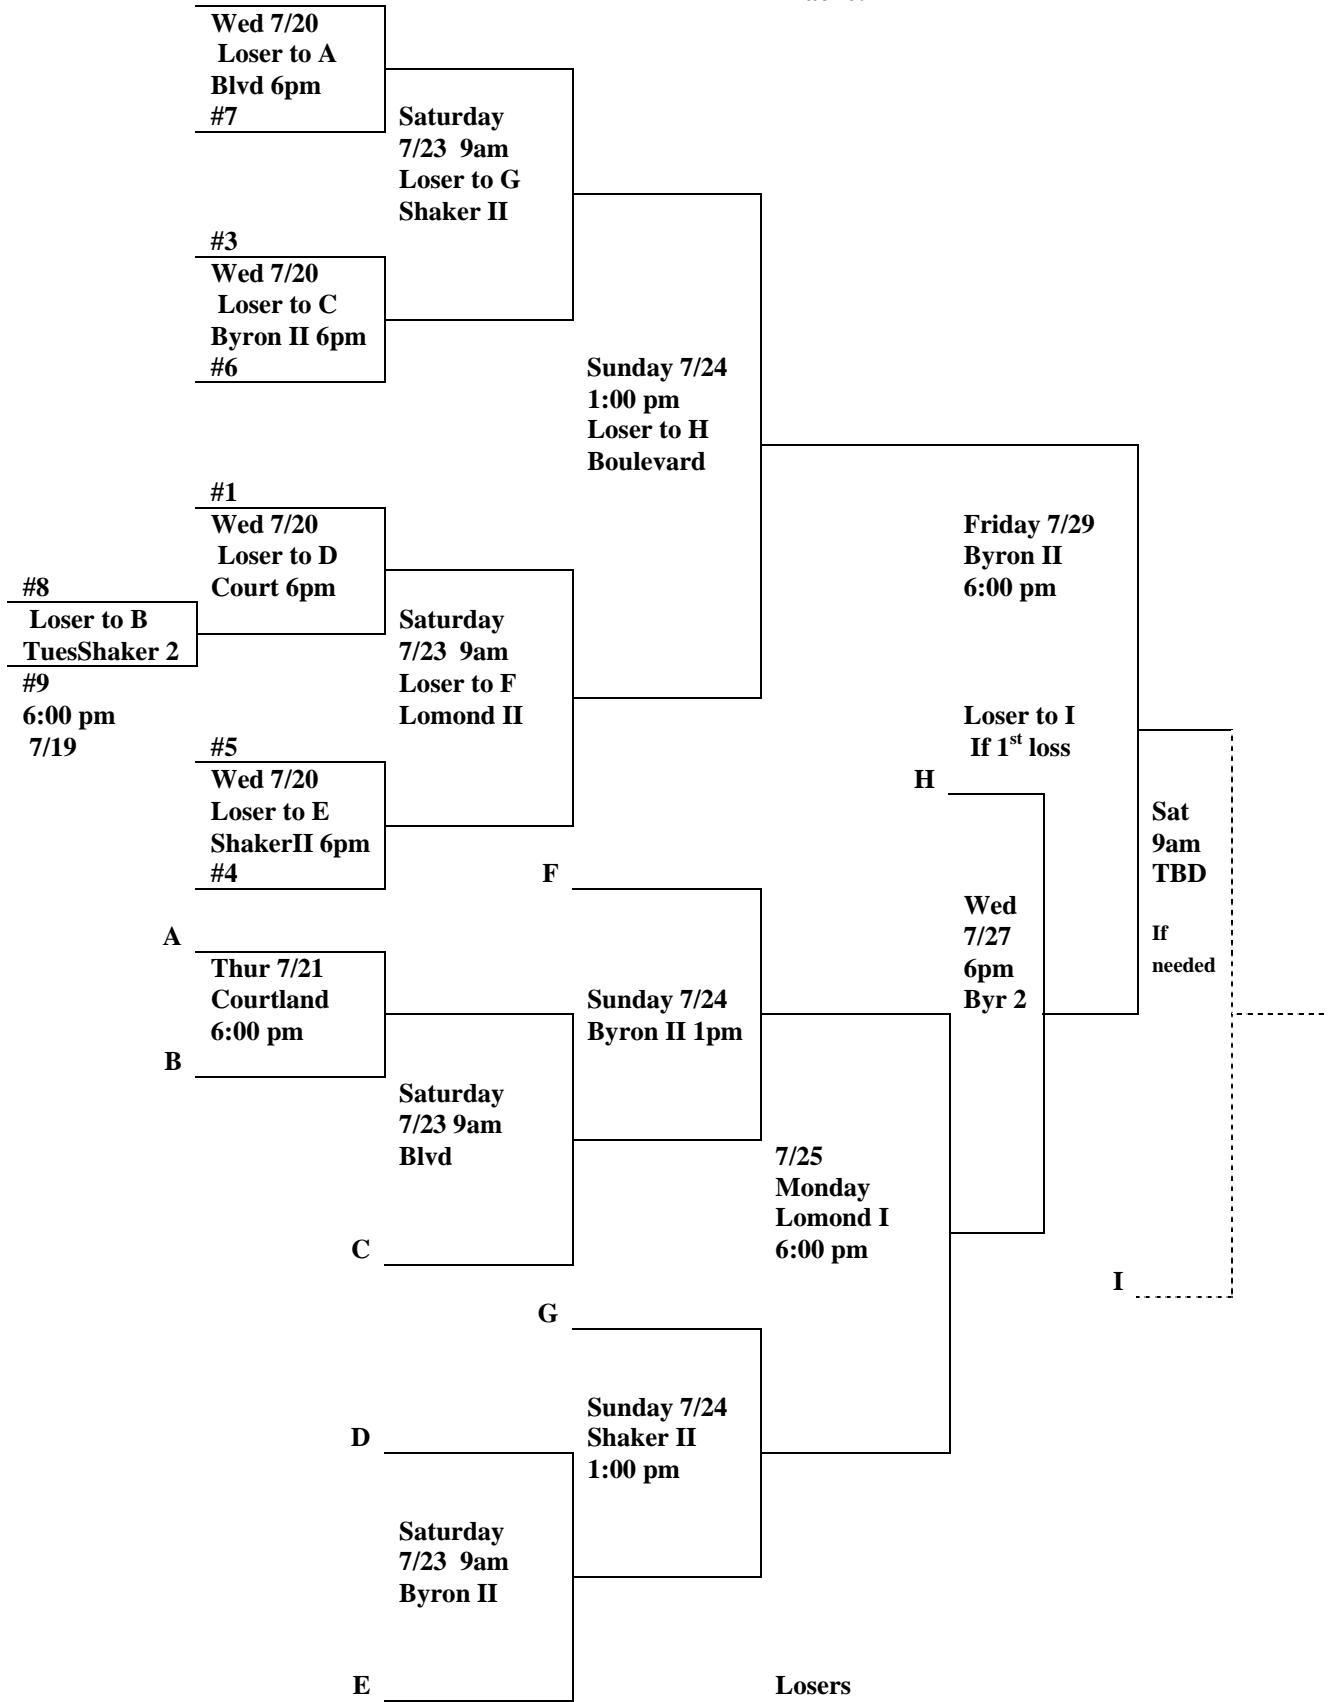 Wed 7/20
Loser to A
Blvd 6pm
#7
Saturday
7/23 9am
Loser to G
Shaker II
#3
Wed 7/20
Loser to C
Byron II 6pm
#6
Sunday 7/24
1:00 pm
Loser to H
Boulevard
#1
Wed 7/20
Loser to D
Court 6pm
#8
Loser to B
TuesShaker 2
#9
6:00 pm
7/19
Saturday
7/23 9am
Loser to F
Lomond II
#5
Wed 7/20
Loser to E
ShakerII 6pm
#4
Friday 7/29
Byron II
6:00 pm
Loser to I
If 1st loss
H
Sat
9am
TBD
If
needed
F
Wed
7/27
6pm
Byr 2
A
Thur 7/21
Courtland
6:00 pm
B
Sunday 7/24
Byron II 1pm
Saturday
7/23 9am
Blvd
C
7/25
Monday
Lomond I
6:00 pm
I
G
Sunday 7/24
Shaker II
1:00 pm
D
Saturday
7/23 9am
Byron II
E
Losers